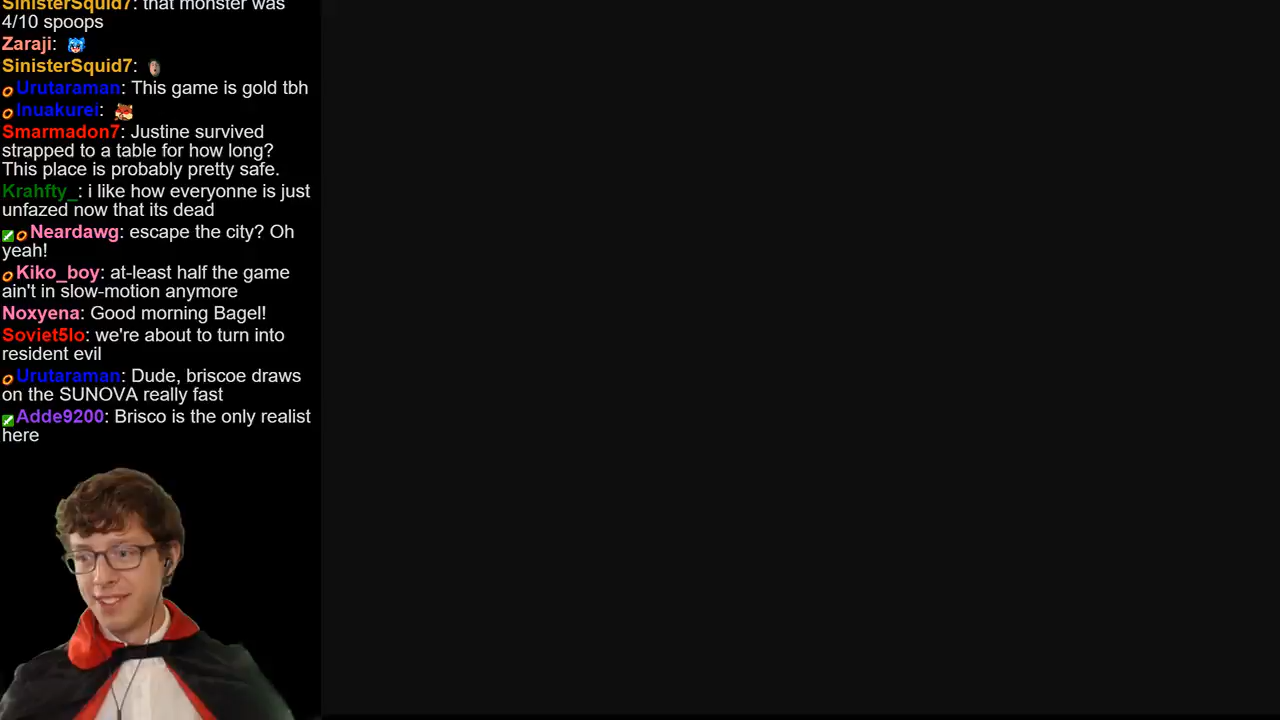 SinisterSquid7: that monster was
4/10 spoops
Zaraji:
SinisterSquid7:
Urutaraman: This game is gold tbh
Inuakurei:
Smarmadon7: Justine survived
strapped to a table for how long?
This place is probably pretty safe.
Krahfty_: i like how everyonne is just
unfazed now that its dead
Neardawg: escape the city? Oh
yeah!
Kiko_boy: at-least half the game
ain't in slow-motion anymore
Noxyena: Good morning Bagel!
Soviet5lo: we're about to turn into
resident evil
Urutaraman: Dude, briscoe draws
on the SUNOVA really fast
Adde9200: Brisco is the only realist
here